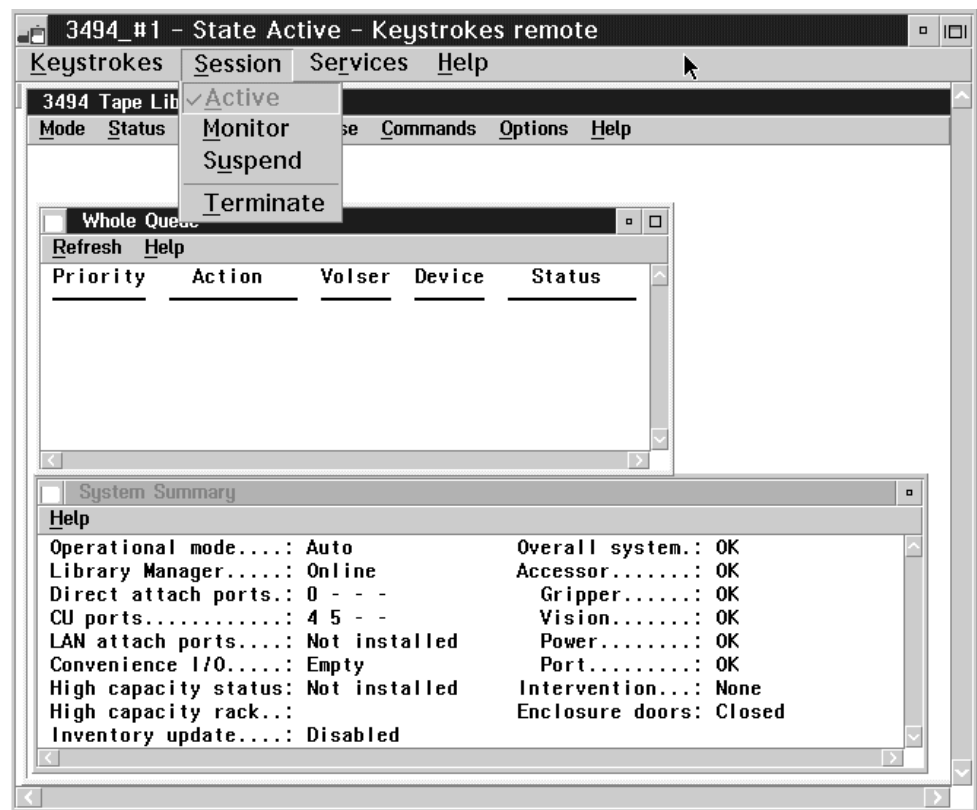 3494_#1 – State Active – Keystrokes remote
Keystrokes Session Services Help
Active
Monitor
Suspend
Terminate
3494 Tape Lib
Mode Status se Commands Options Help
Whole Queue
Refresh Help
Priority Action Volser Device Status
System Summary
Help
Operational mode....: Auto Overall system.: OK
Library Manager.....: Online Accessor.......: OK
Direct attach ports.: 0 - - - Gripper......: OK
CU ports............: 4 5 - - Vision.......: OK
LAN attach ports....: Not installed Power........: OK
Convenience I/O.....: Empty Port.........: OK
High capacity status: Not installed Intervention...: None
High capacity rack..: Enclosure doors: Closed
Inventory update....: Disabled